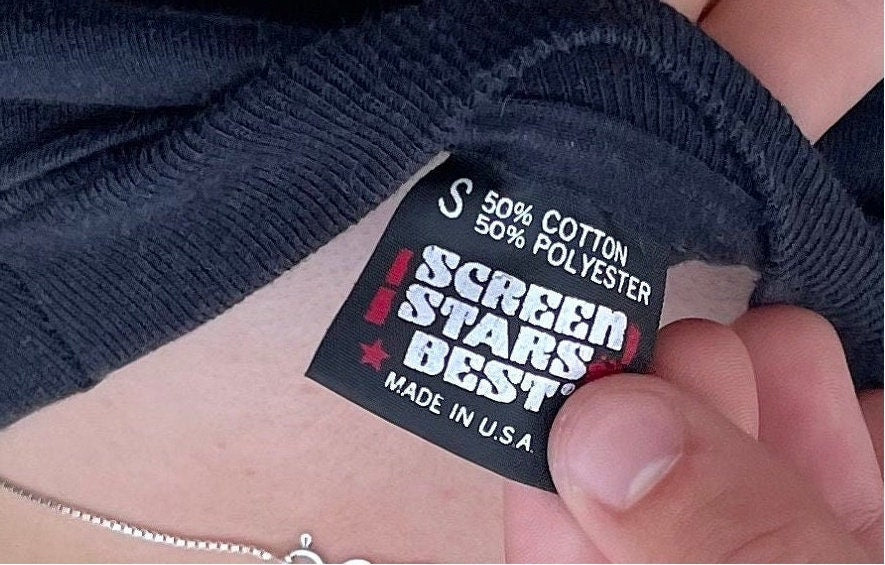 S 50% COTTON
50% POLYESTER
SCREEN
STARS
BEST®
MADE IN U.S.A.